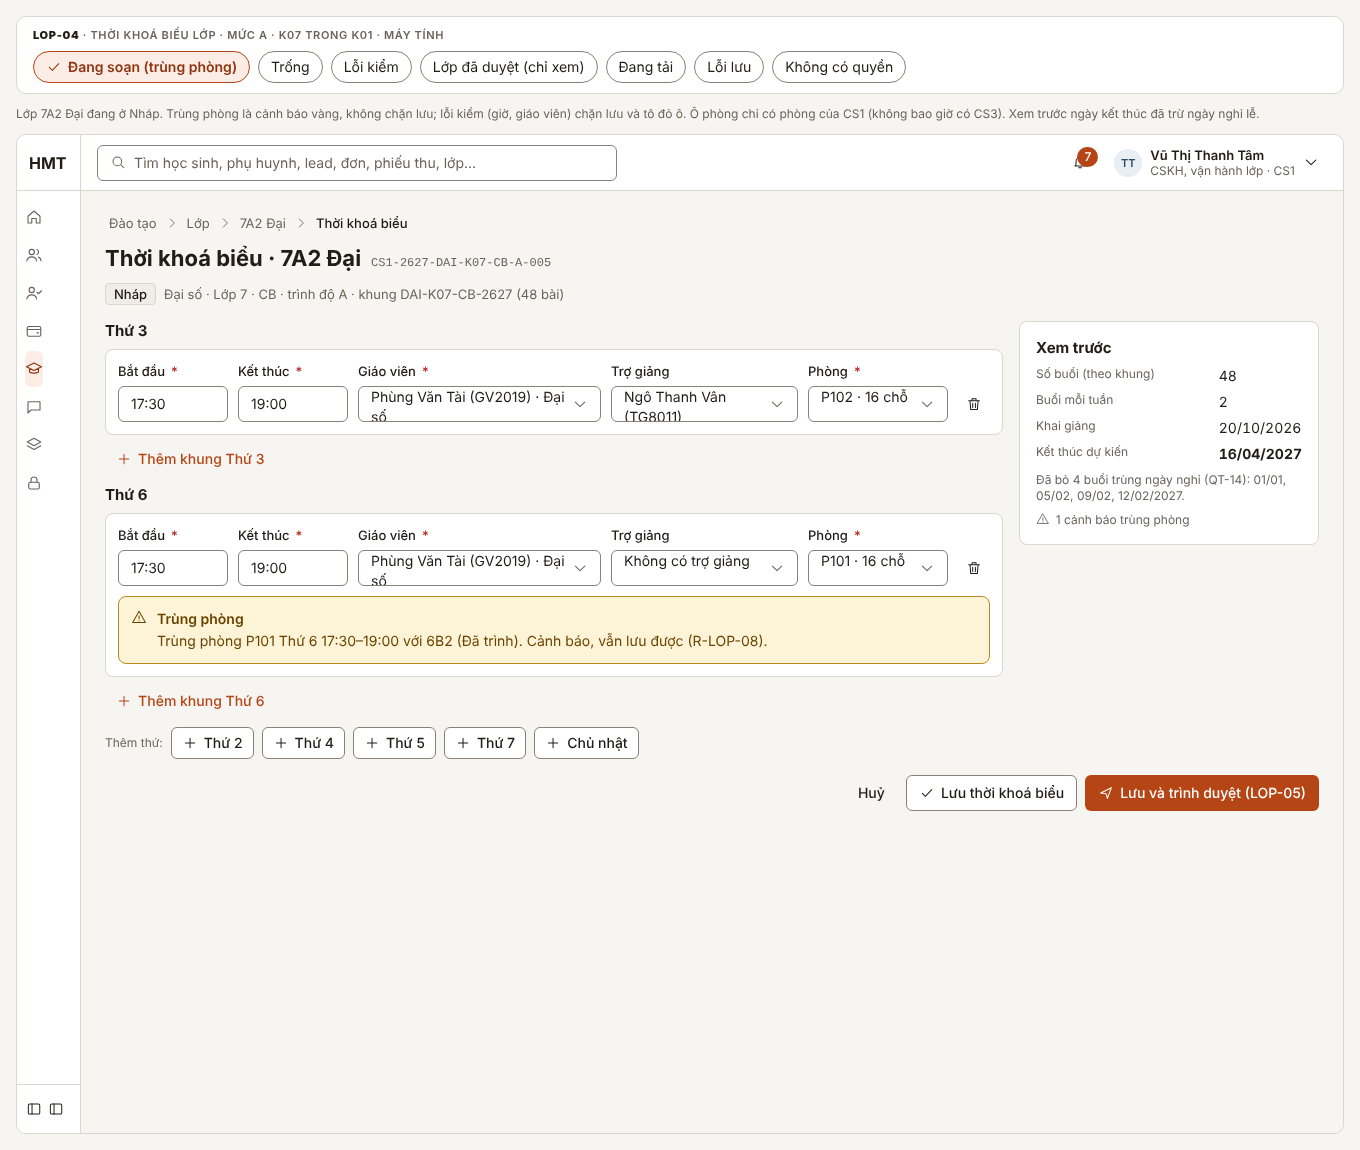 LOP-04 · THỜI KHOÁ BIỂU LỚP · MỨC A · K07 TRONG K01 · MÁY TÍNH
Đang soạn (trùng phòng)
Trống
Lỗi kiểm
Lớp đã duyệt (chỉ xem)
Đang tải
Lỗi lưu
Không có quyền
Lớp 7A2 Đại đang ở Nháp. Trùng phòng là cảnh báo vàng, không chặn lưu; lỗi kiểm (giờ, giáo viên) chặn lưu và tô đỏ ô. Ô phòng chỉ có phòng của CS1 (không bao giờ có CS3). Xem trước ngày kết thúc đã trừ ngày nghỉ lễ.
HMT
Tìm học sinh, phụ huynh, lead, đơn, phiếu thu, lớp...
7
TT
Vũ Thị Thanh Tâm
CSKH, vận hành lớp · CS1
Đào tạo
Lớp
7A2 Đại
Thời khoá biểu
Thời khoá biểu · 7A2 Đại CS1-2627-DAI-K07-CB-A-005
Nháp
Đại số · Lớp 7 · CB · trình độ A · khung DAI-K07-CB-2627 (48 bài)
Thứ 3
Bắt đầu *
Kết thúc *
Giáo viên *
Trợ giảng
Phòng *
17:30
19:00
Phùng Văn Tài (GV2019) · Đại
số
Ngô Thanh Vân
(TG8011)
P102 · 16 chỗ
Thêm khung Thứ 3
Thứ 6
Bắt đầu *
Kết thúc *
Giáo viên *
Trợ giảng
Phòng *
17:30
19:00
Phùng Văn Tài (GV2019) · Đại
số
Không có trợ giảng
P101 · 16 chỗ
Trùng phòng
Trùng phòng P101 Thứ 6 17:30–19:00 với 6B2 (Đã trình). Cảnh báo, vẫn lưu được (R-LOP-08).
Thêm khung Thứ 6
Thêm thứ:
Thứ 2
Thứ 4
Thứ 5
Thứ 7
Chủ nhật
Xem trước
Số buổi (theo khung)
48
Buổi mỗi tuần
2
Khai giảng
20/10/2026
Kết thúc dự kiến
16/04/2027
Đã bỏ 4 buổi trùng ngày nghỉ (QT-14): 01/01,
05/02, 09/02, 12/02/2027.
1 cảnh báo trùng phòng
Huỷ
Lưu thời khoá biểu
Lưu và trình duyệt (LOP-05)